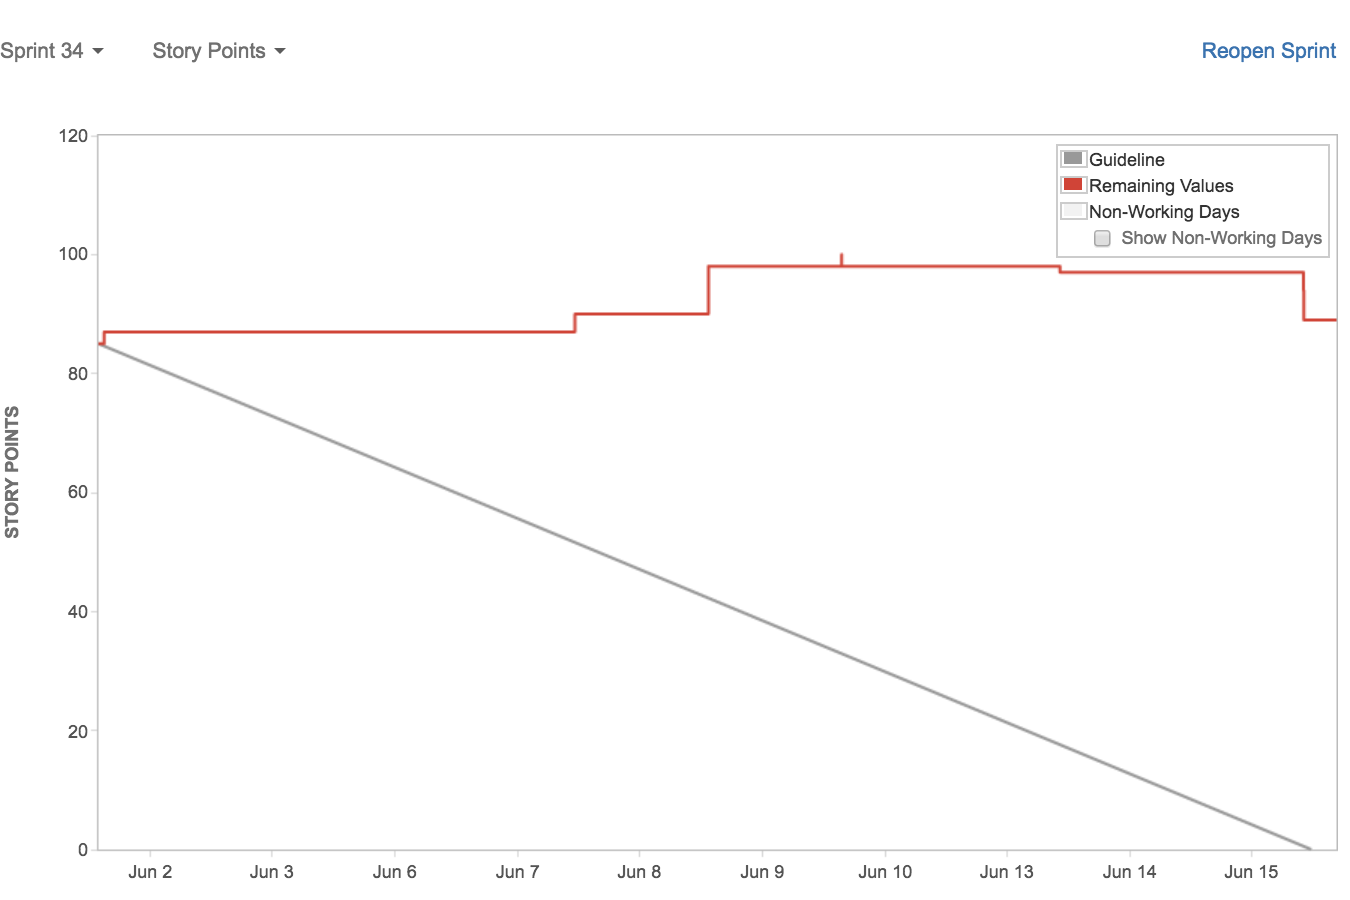 Sprint 34 Story Points Reopen Sprint
120
100
80
60
40
20
0
STORY POINTS
Guideline
Remaining Values
Non-Working Days
Show Non-Working Days
Jun 2 Jun 3 Jun 6 Jun 7 Jun 8 Jun 9 Jun 10 Jun 13 Jun 14 Jun 15